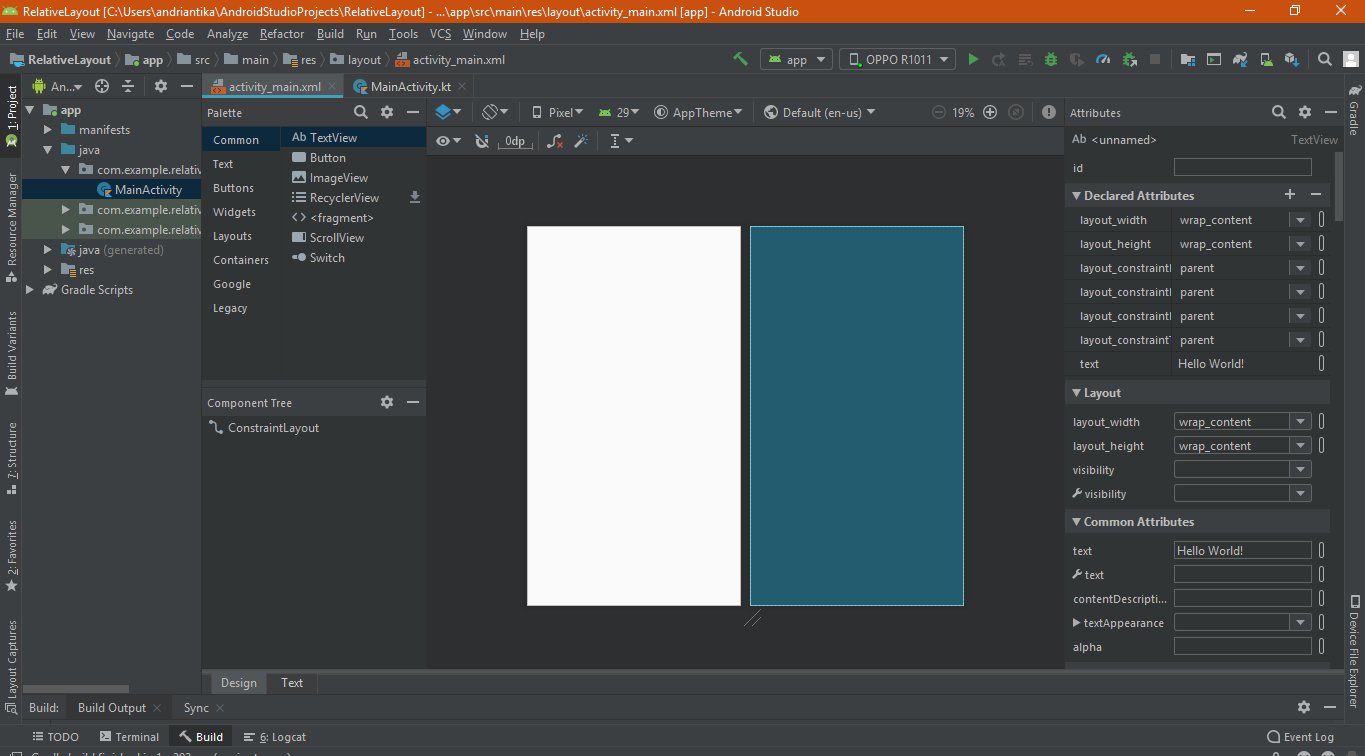 RelativeLayout [C:\Users\andriantika\AndroidStudioProjects\RelativeLayout] - ...\app\src\main\res\layout\activity_main.xml [app] - Android Studio
File Edit View Navigate Code Analyze Refactor Build Run Tools VCS Window Help
RelativeLayout app src main res layout activity_main.xml app OPPO R1011
1: Project
Resource Manager
Build Variants
7: Structure
2: Favorites
Layout Captures
An...
app
manifests
java
com.example.relativ
MainActivity
com.example.relativ
com.example.relativ
java (generated)
res
Gradle Scripts
activity_main.xml MainActivity.kt
Palette
Common
Text
Buttons
Widgets
Layouts
Containers
Google
Legacy
Ab TextView
Button
ImageView
RecyclerView
<fragment>
ScrollView
Switch
Component Tree
ConstraintLayout
Pixel 29 AppTheme Default (en-us) 19%
0dp
Design Text
Attributes
Ab <unnamed> TextView
id
Declared Attributes
layout_width wrap_content
layout_height wrap_content
layout_constraint parent
layout_constraint parent
layout_constraint parent
layout_constraint parent
text Hello World!
Layout
layout_width wrap_content
layout_height wrap_content
visibility
visibility
Common Attributes
text Hello World!
text
contentDescripti...
textAppearance
alpha
Gradle
Device File Explorer
Build: Build Output Sync
TODO Terminal Build 6: Logcat Event Log